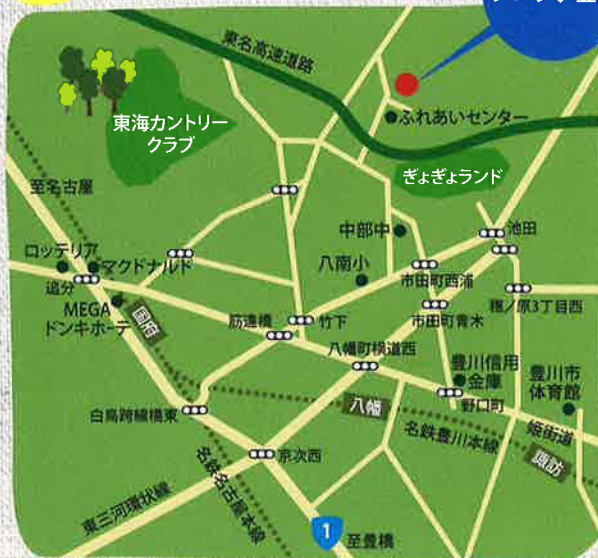 東名高速道路
ふれあいセンター
東海カントリー
クラブ
ぎょぎょランド
至名古屋
中部中
池田
ロッテリア
マクドナルド
追分
八南小
市田町西浦
MEGA
ドンキホーテ
国府
筋違橋
竹下
市田町青木
穂ノ原3丁目西
八幡町横道西
豊川信用
金庫
豊川市
体育館
白鳥跨線橋東
八幡
野口町
名鉄豊川本線
姫街道
諏訪
京次西
名鉄名古屋本線
東三河環状線
1
至豊橋